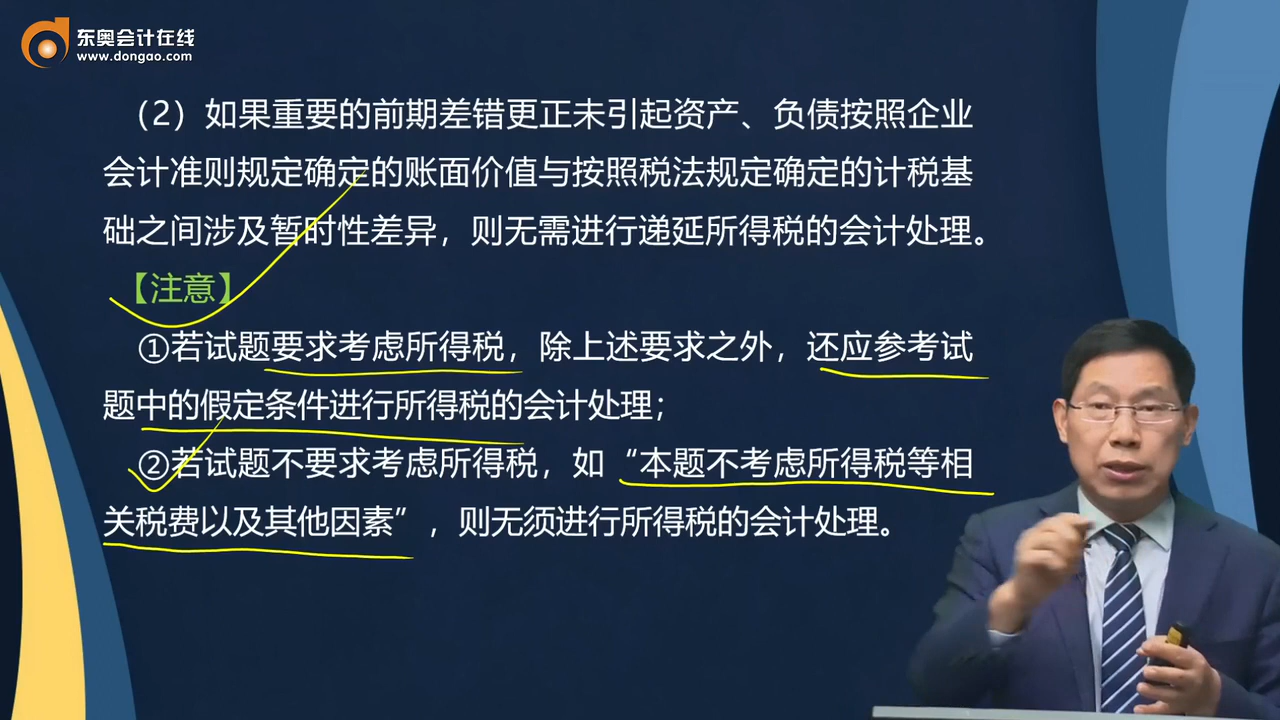 东奥会计在线
www.dongao.com
（2）如果重要的前期差错更正未引起资产、负债按照企业
会计准则规定确定的账面价值与按照税法规定确定的计税基
础之间涉及暂时性差异，则无需进行递延所得税的会计处理。
【注意】
①若试题要求考虑所得税，除上述要求之外，还应参考试
题中的假定条件进行所得税的会计处理；
②若试题不要求考虑所得税，如“本题不考虑所得税等相
关税费以及其他因素”，则无须进行所得税的会计处理。